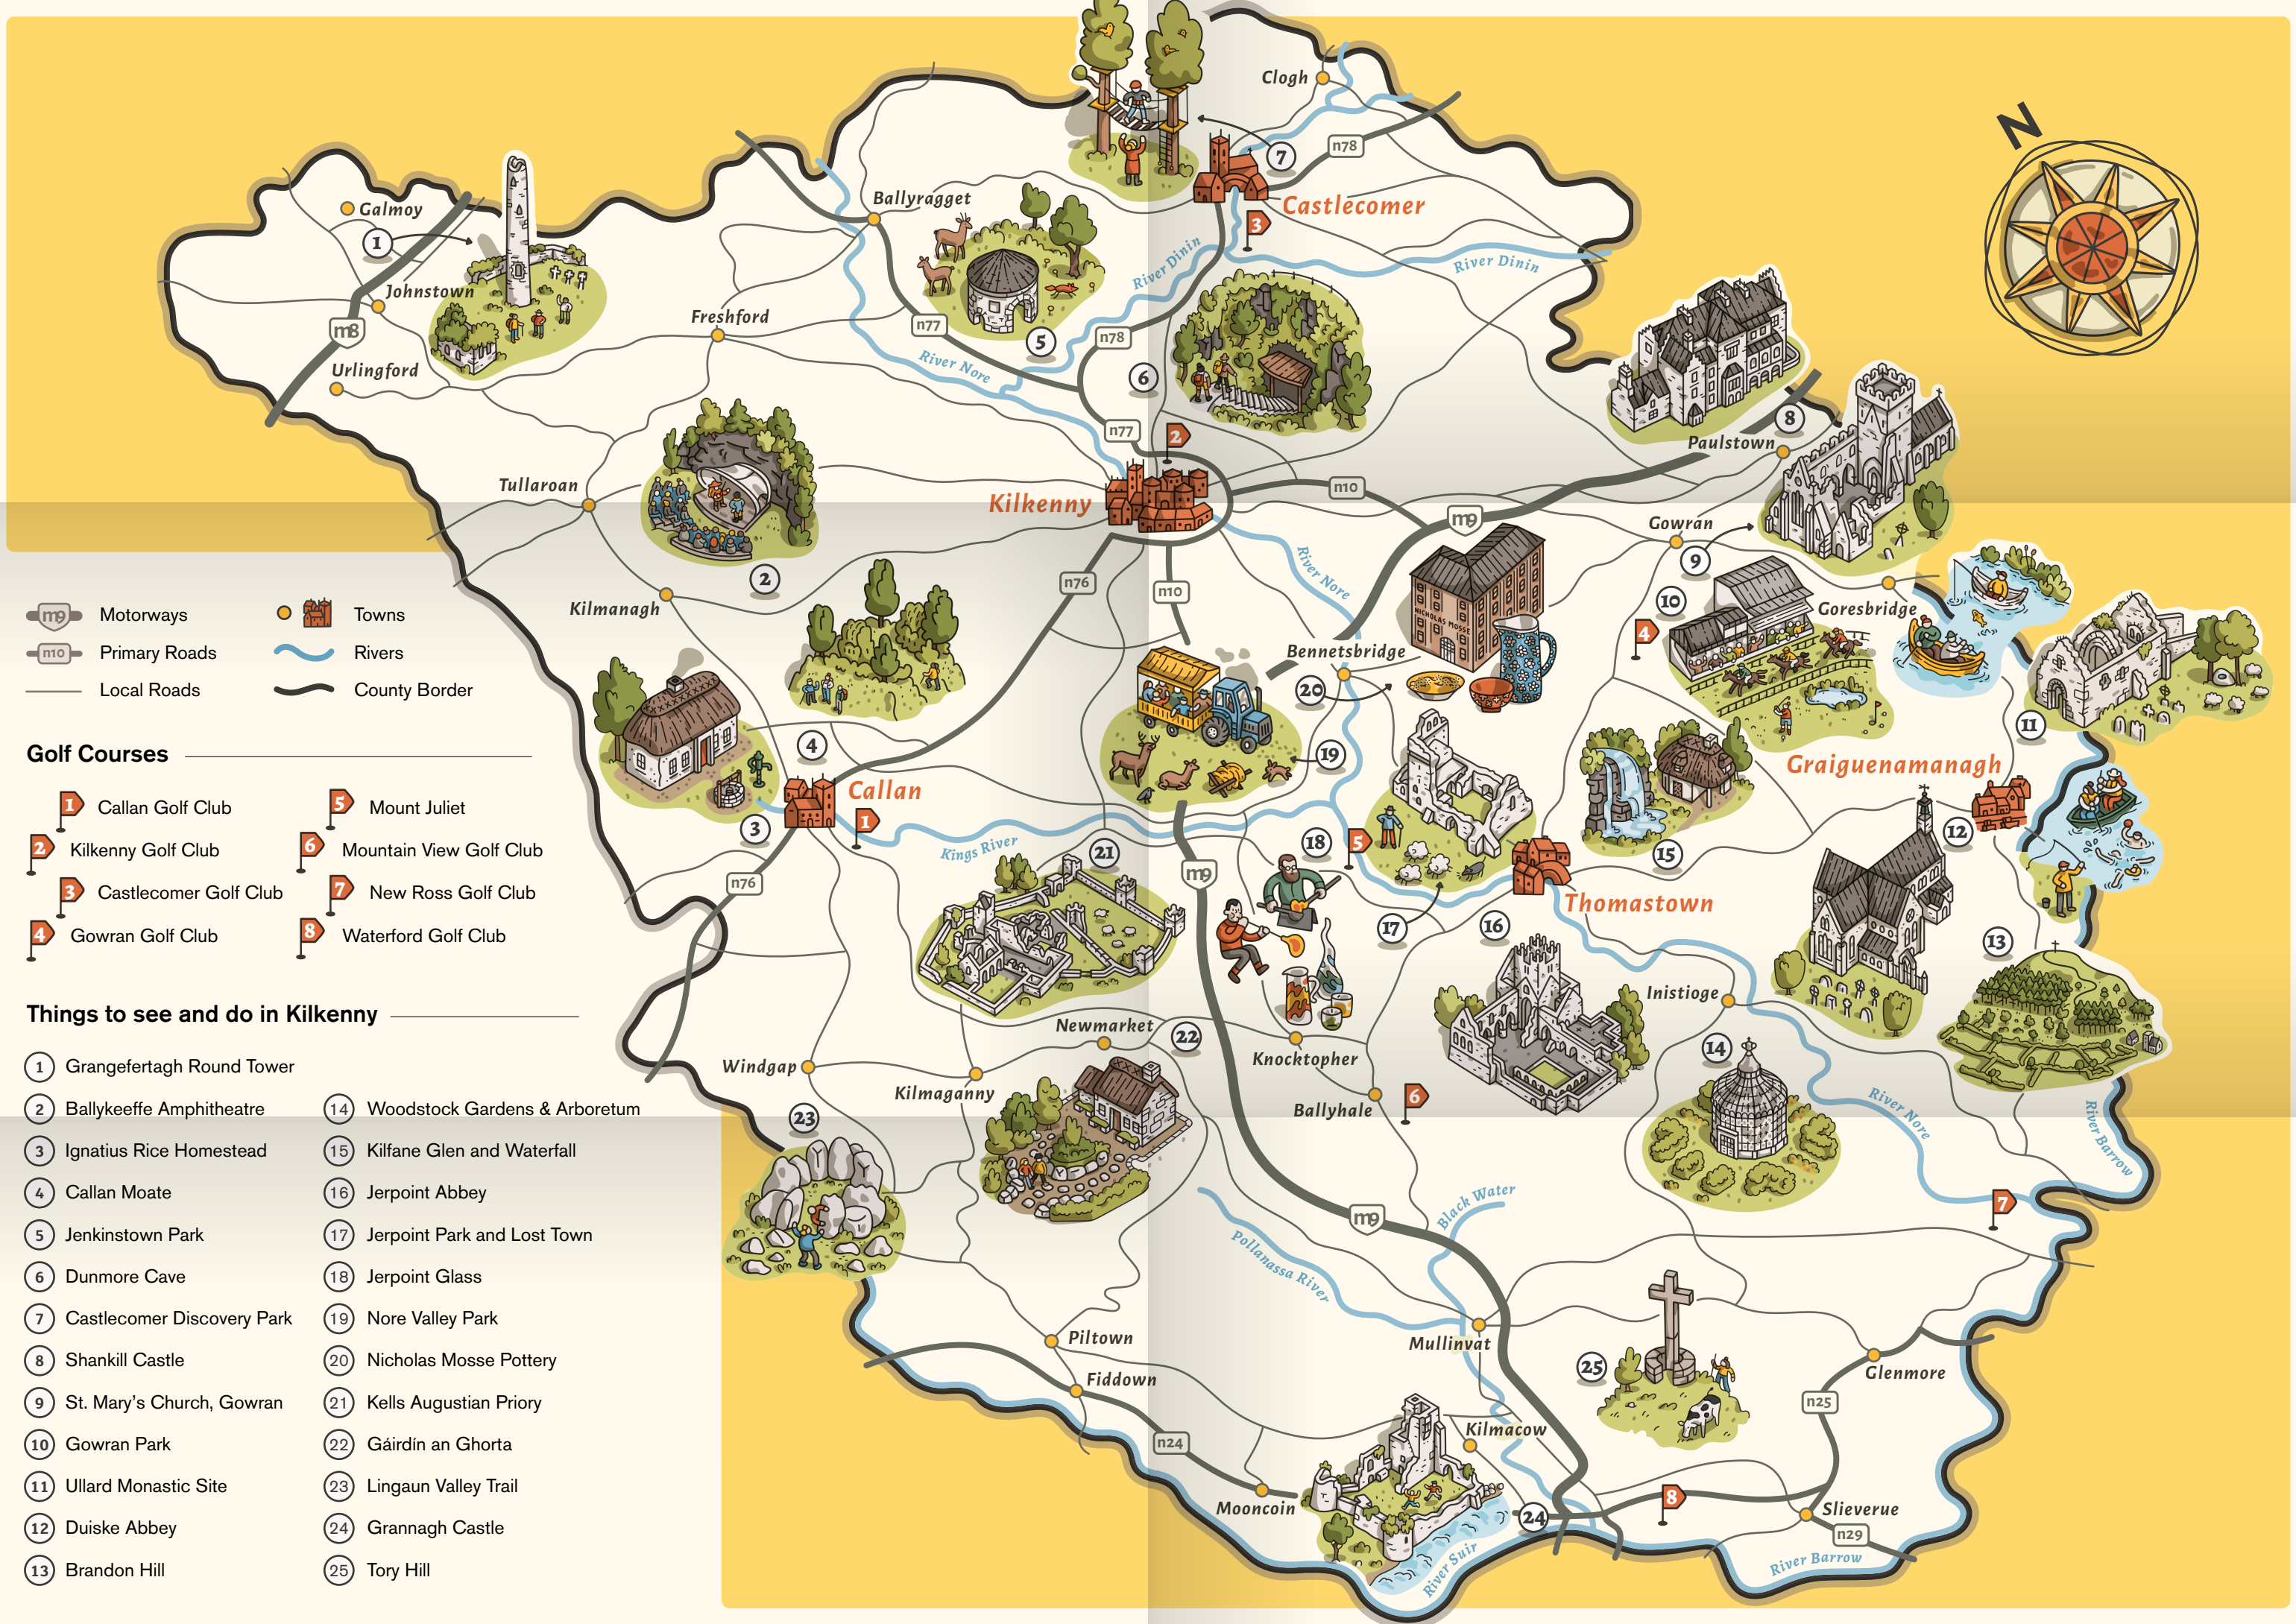 N
Clogh
n78
7
Castlecomer
3
Ballyragget
Galmoy
1
River Dinin
River Dinin
Johnstown
m8
Freshford
n77
n78
5
River Nore
Urlingford
6
8
n77
2
Paulstown
Tullaroan
Kilkenny
n10
m9
Gowran
9
River Nore
2
n76
n10
Kilmanagh
10
Goresbridge
NICHOLAS MOSSE
4
Bennetsbridge
20
11
4
19
Graiguenamanagh
Callan
1
3
Kings River
18
5
15
12
21
n76
m9
Thomastown
17
16
13
Inistioge
Newmarket
22
Knocktopher
14
Windgap
Kilmaganny
6
Ballyhale
River Nore
River Barrow
23
7
Black Water
m9
Pollanassa River
Piltown
Mullinvat
25
Glenmore
Fiddown
n25
n24
Kilmacow
Mooncoin
8
24
Slieverue
n29
River Suir
River Barrow
m9 Motorways
Towns
n10 Primary Roads
Rivers
Local Roads
County Border
Golf Courses
1 Callan Golf Club
2 Kilkenny Golf Club
3 Castlecomer Golf Club
4 Gowran Golf Club
5 Mount Juliet
6 Mountain View Golf Club
7 New Ross Golf Club
8 Waterford Golf Club
Things to see and do in Kilkenny
1 Grangefertagh Round Tower
2 Ballykeeffe Amphitheatre
3 Ignatius Rice Homestead
4 Callan Moate
5 Jenkinstown Park
6 Dunmore Cave
7 Castlecomer Discovery Park
8 Shankill Castle
9 St. Mary's Church, Gowran
10 Gowran Park
11 Ullard Monastic Site
12 Duiske Abbey
13 Brandon Hill
14 Woodstock Gardens & Arboretum
15 Kilfane Glen and Waterfall
16 Jerpoint Abbey
17 Jerpoint Park and Lost Town
18 Jerpoint Glass
19 Nore Valley Park
20 Nicholas Mosse Pottery
21 Kells Augustian Priory
22 Gáirdín an Ghorta
23 Lingaun Valley Trail
24 Grannagh Castle
25 Tory Hill